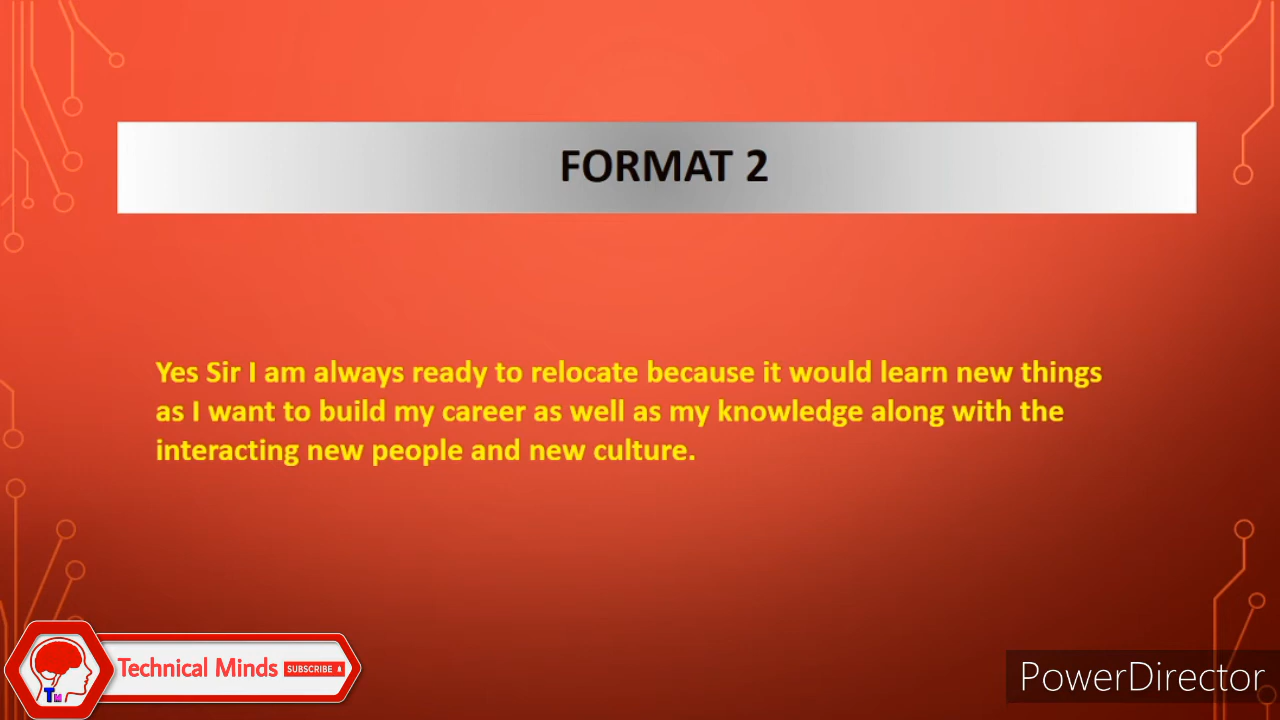 FORMAT 2
Yes Sir I am always ready to relocate because it would learn new things
as I want to build my career as well as my knowledge along with the
interacting new people and new culture.
Technical Minds SUBSCRIBE
TM
PowerDirector